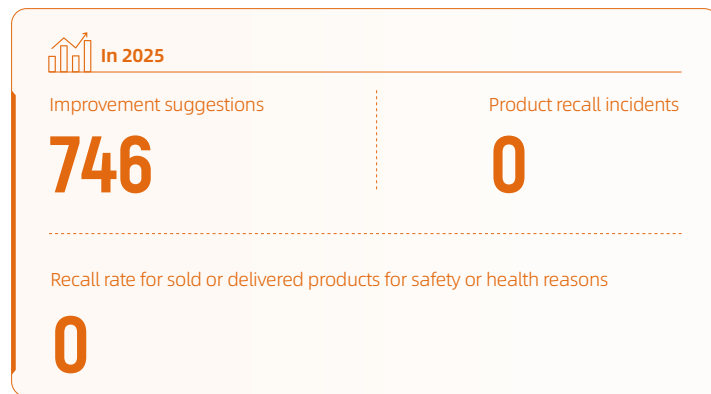 In 2025
Improvement suggestions
746
Product recall incidents
0
Recall rate for sold or delivered products for safety or health reasons
0